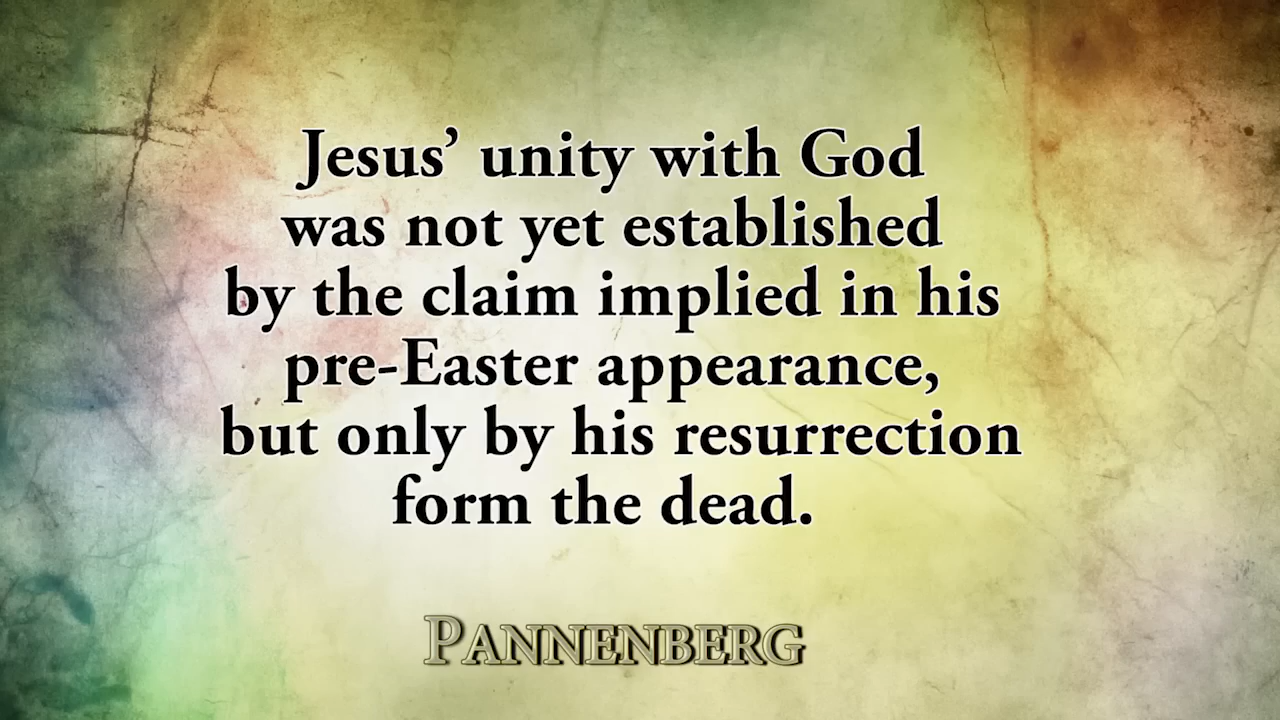 Jesus’ unity with God
was not yet established
by the claim implied in his
pre-Easter appearance,
but only by his resurrection
form the dead.
PANNENBERG